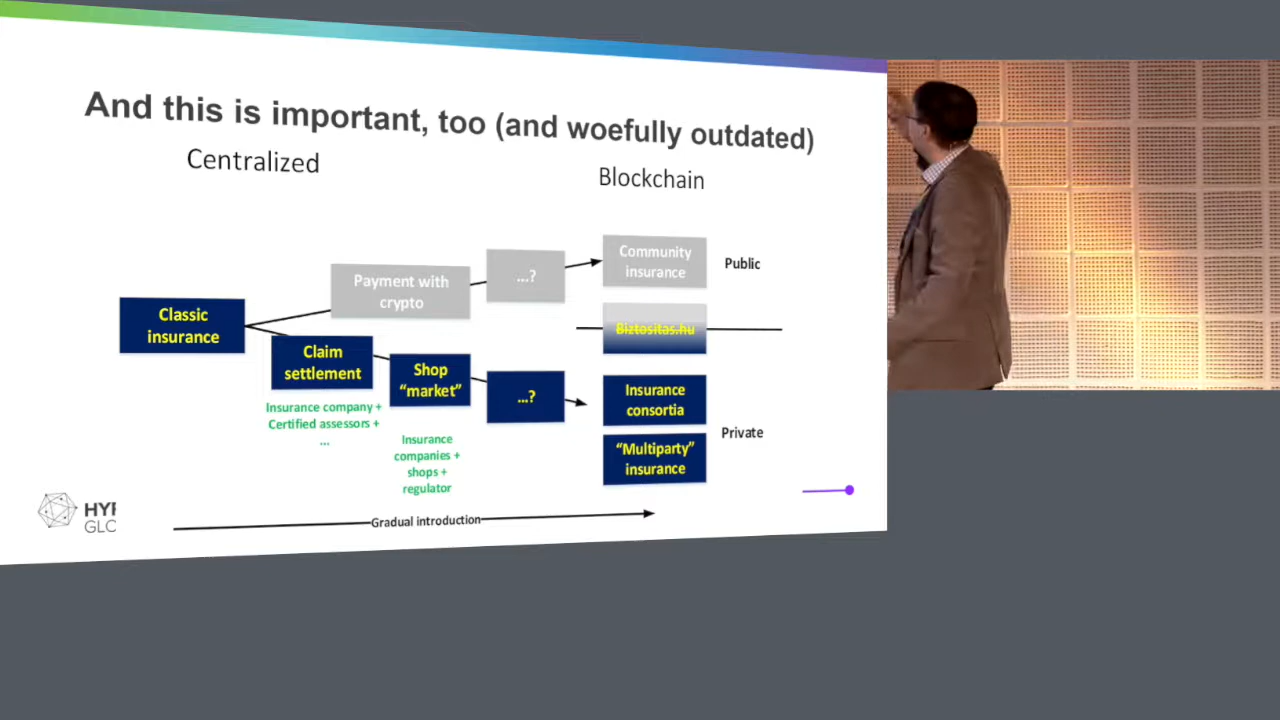 And this is important, too (and woefully outdated)
Centralized
Blockchain
Community
insurance
Public
Payment with
crypto
...?
Classic
insurance
Biztositas.hu
Claim
settlement
Shop
“market”
...?
Insurance
consortia
Insurance company +
Certified assessors +
...
Private
Insurance
companies +
shops +
regulator
“Multiparty”
insurance
GLC
Gradual introduction